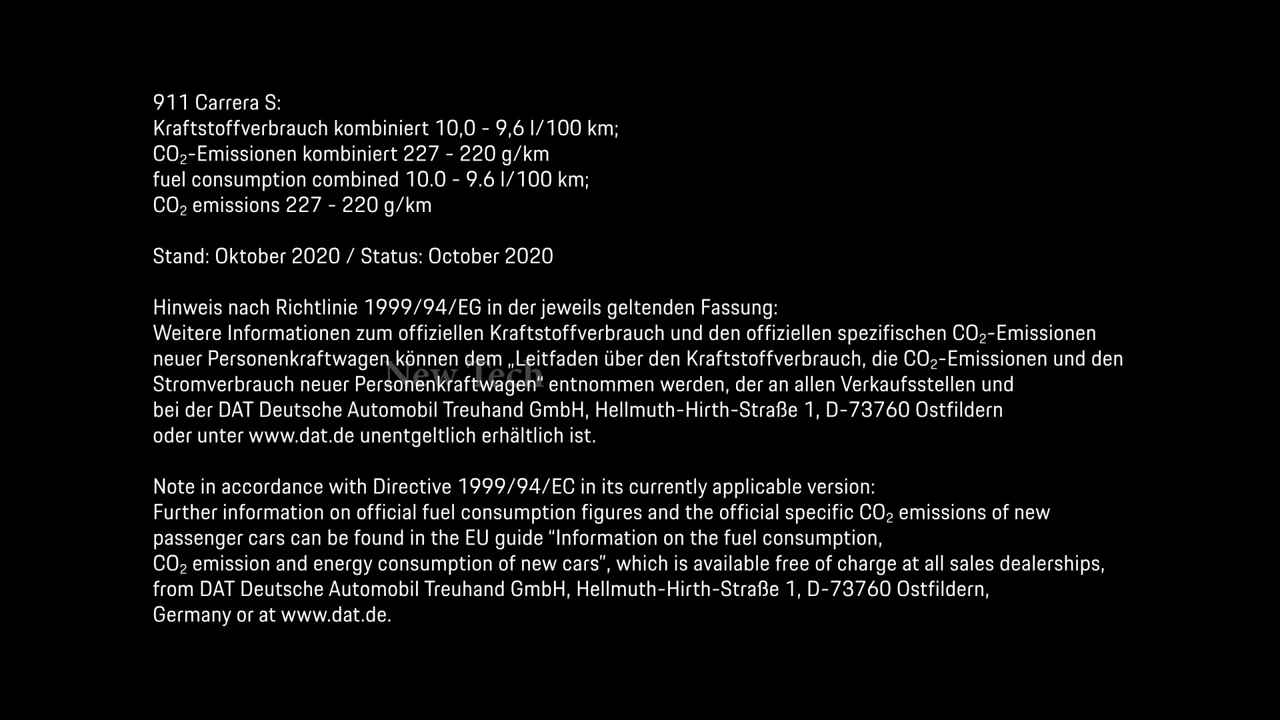 911 Carrera S:
Kraftstoffverbrauch kombiniert 10,0 - 9,6 l/100 km;
CO₂-Emissionen kombiniert 227 - 220 g/km
fuel consumption combined 10.0 - 9.6 l/100 km;
CO₂ emissions 227 - 220 g/km
Stand: Oktober 2020 / Status: October 2020
Hinweis nach Richtlinie 1999/94/EG in der jeweils geltenden Fassung:
Weitere Informationen zum offiziellen Kraftstoffverbrauch und den offiziellen spezifischen CO₂-Emissionen
neuer Personenkraftwagen können dem „Leitfaden über den Kraftstoffverbrauch, die CO₂-Emissionen und den
New Tech
Stromverbrauch neuer Personenkraftwagen“ entnommen werden, der an allen Verkaufsstellen und
bei der DAT Deutsche Automobil Treuhand GmbH, Hellmuth-Hirth-Straße 1, D-73760 Ostfildern
oder unter www.dat.de unentgeltlich erhältlich ist.
Note in accordance with Directive 1999/94/EC in its currently applicable version:
Further information on official fuel consumption figures and the official specific CO₂ emissions of new
passenger cars can be found in the EU guide “Information on the fuel consumption,
CO₂ emission and energy consumption of new cars”, which is available free of charge at all sales dealerships,
from DAT Deutsche Automobil Treuhand GmbH, Hellmuth-Hirth-Straße 1, D-73760 Ostfildern,
Germany or at www.dat.de.